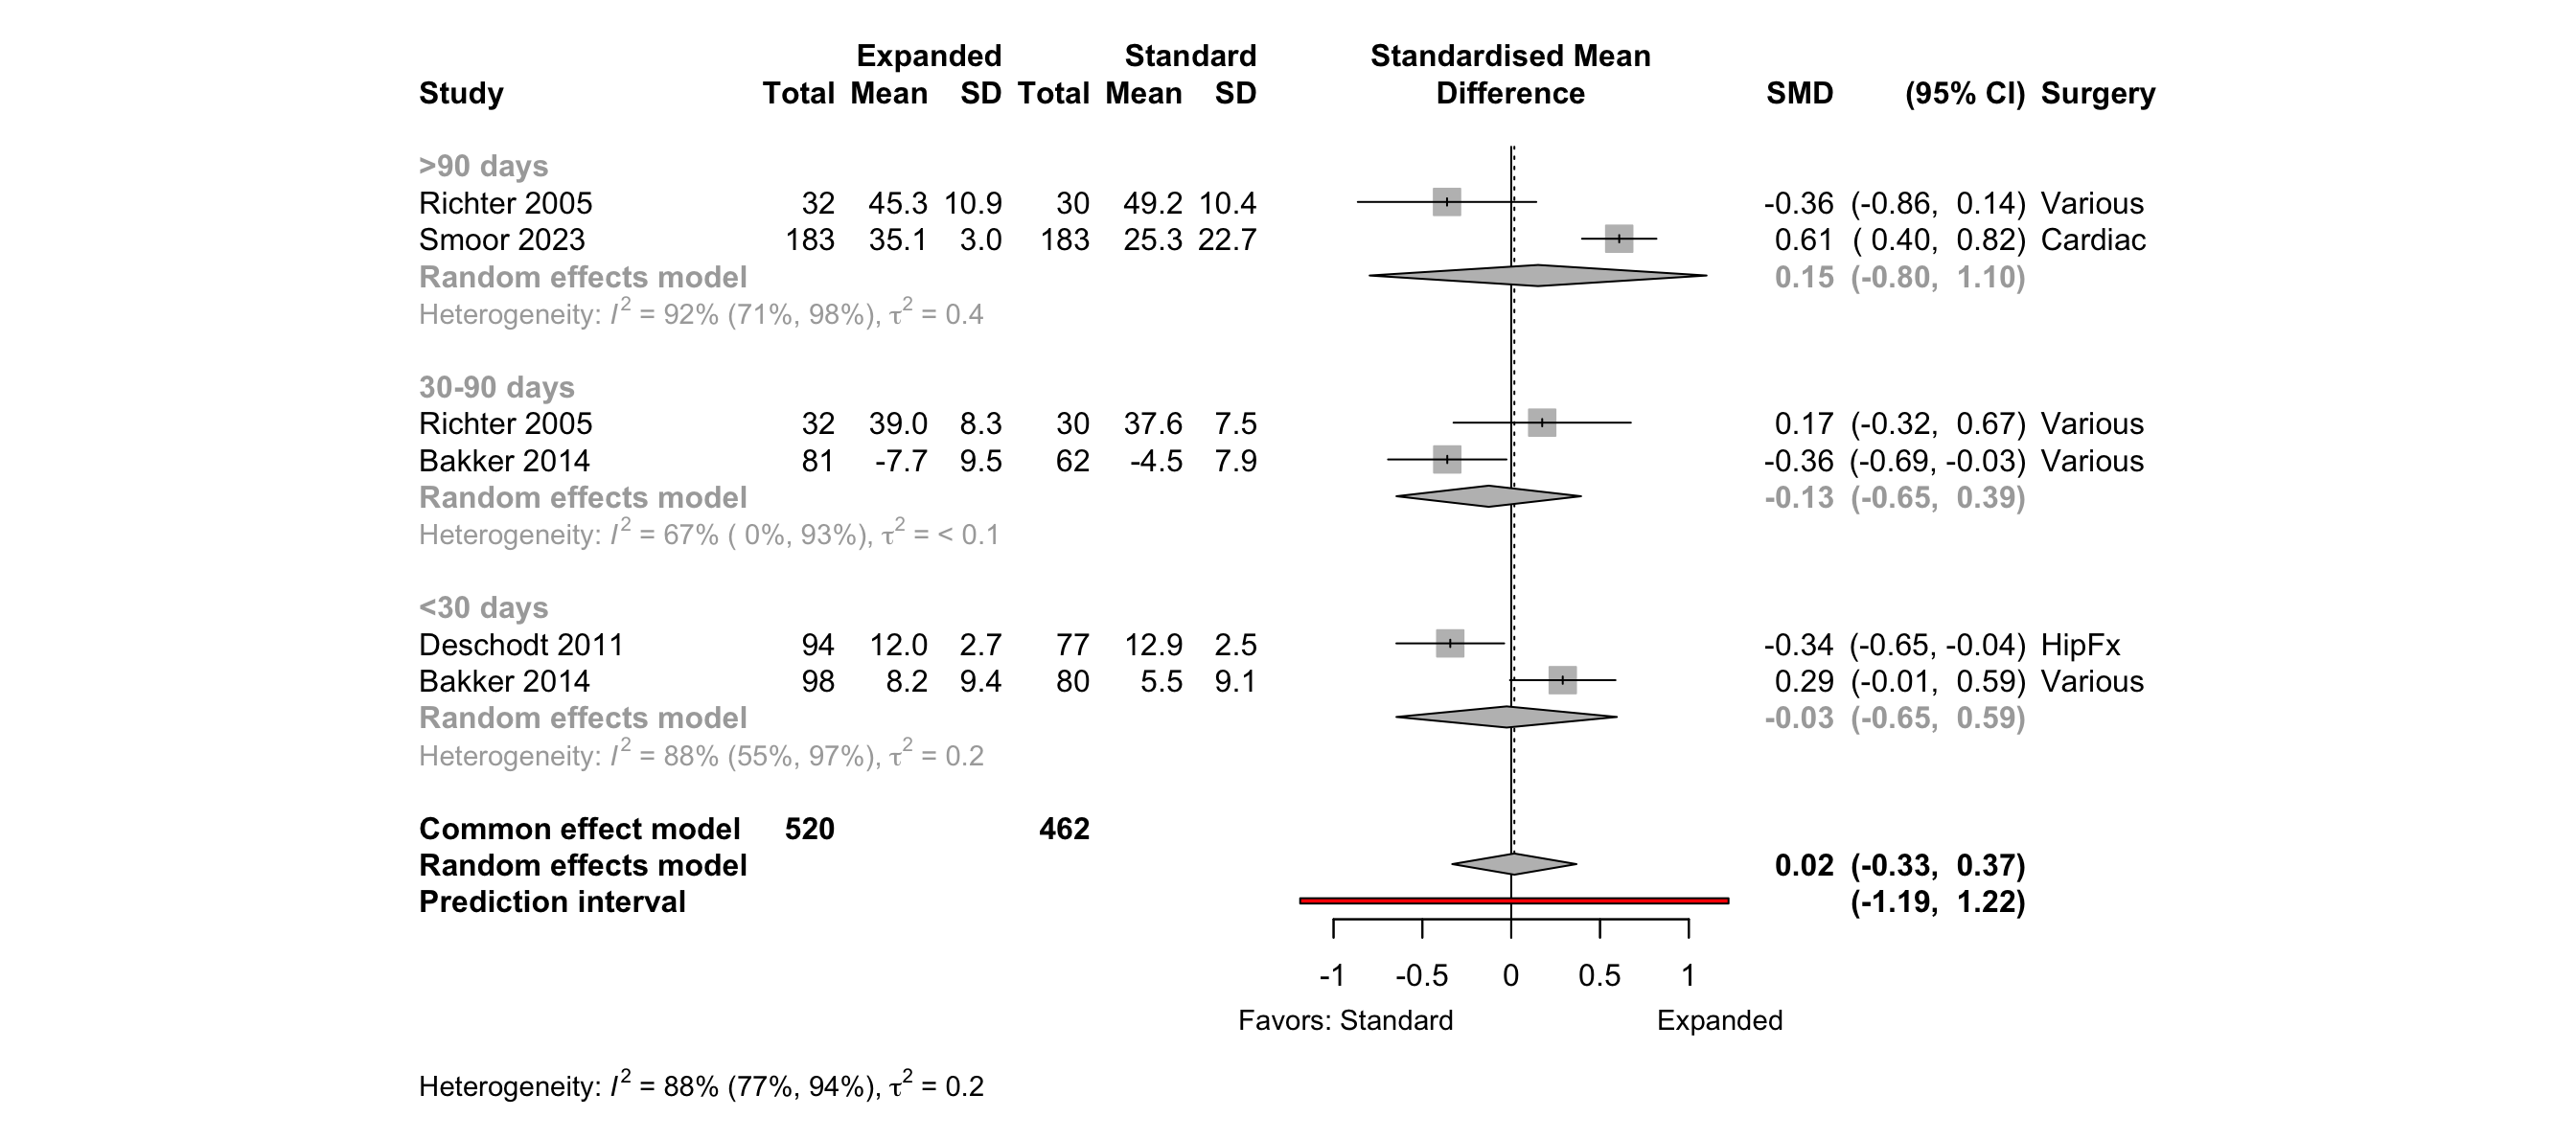 Expanded Standard Standardised Mean
Study Total Mean SD Total Mean SD Difference SMD (95% CI) Surgery
>90 days
Richter 2005 32 45.3 10.9 30 49.2 10.4 -0.36 (-0.86, 0.14) Various
Smoor 2023 183 35.1 3.0 183 25.3 22.7 0.61 ( 0.40, 0.82) Cardiac
Random effects model 0.15 (-0.80, 1.10)
Heterogeneity: I² = 92% (71%, 98%), τ² = 0.4
30-90 days
Richter 2005 32 39.0 8.3 30 37.6 7.5 0.17 (-0.32, 0.67) Various
Bakker 2014 81 -7.7 9.5 62 -4.5 7.9 -0.36 (-0.69, -0.03) Various
Random effects model -0.13 (-0.65, 0.39)
Heterogeneity: I² = 67% ( 0%, 93%), τ² = < 0.1
<30 days
Deschodt 2011 94 12.0 2.7 77 12.9 2.5 -0.34 (-0.65, -0.04) HipFx
Bakker 2014 98 8.2 9.4 80 5.5 9.1 0.29 (-0.01, 0.59) Various
Random effects model -0.03 (-0.65, 0.59)
Heterogeneity: I² = 88% (55%, 97%), τ² = 0.2
Common effect model 520 462
Random effects model 0.02 (-0.33, 0.37)
Prediction interval (-1.19, 1.22)
-1 -0.5 0 0.5 1
Favors: Standard Expanded
Heterogeneity: I² = 88% (77%, 94%), τ² = 0.2